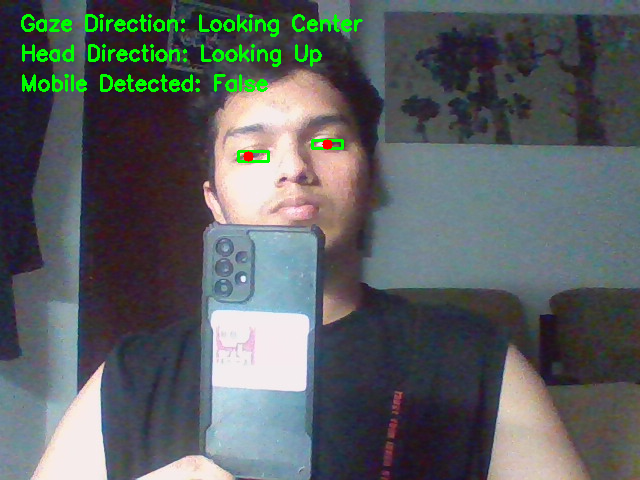 Gaze Direction: Looking Center
Head Direction: Looking Up
Mobile Detected: False